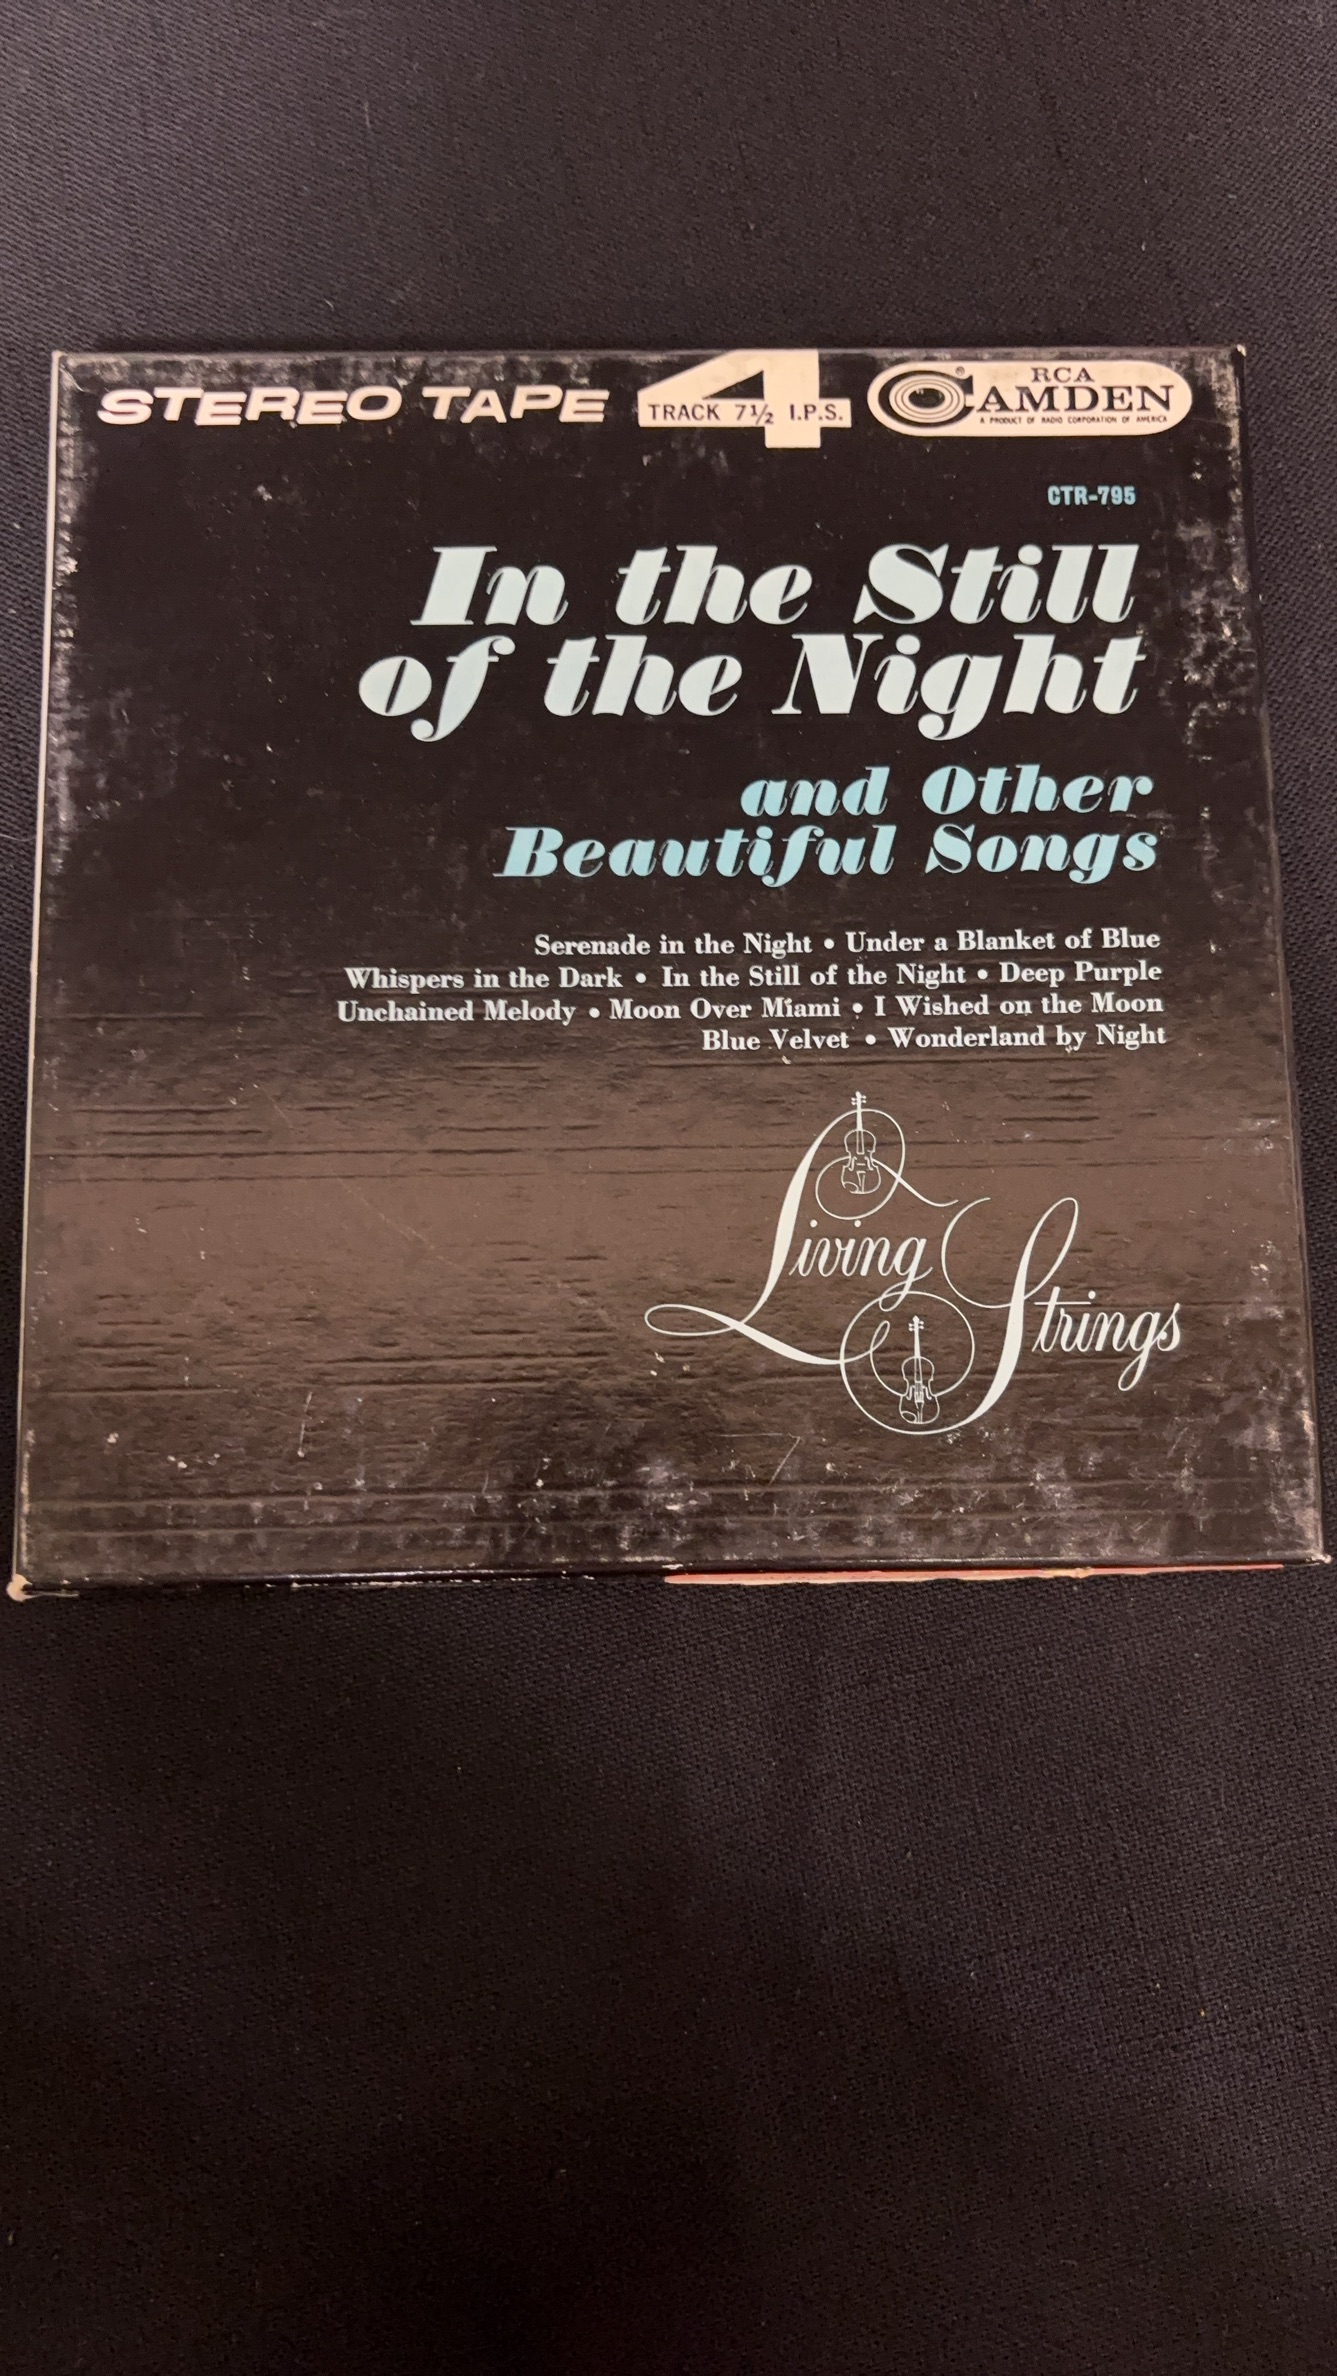 STEREO TAPE 4 TRACK 7½ I.P.S. RCA CAMDEN ®
A PRODUCT OF RADIO CORPORATION OF AMERICA
CTR-795
In the Still
of the Night
and Other
Beautiful Songs
Serenade in the Night • Under a Blanket of Blue
Whispers in the Dark • In the Still of the Night • Deep Purple
Unchained Melody • Moon Over Miami • I Wished on the Moon
Blue Velvet • Wonderland by Night
Living
Strings